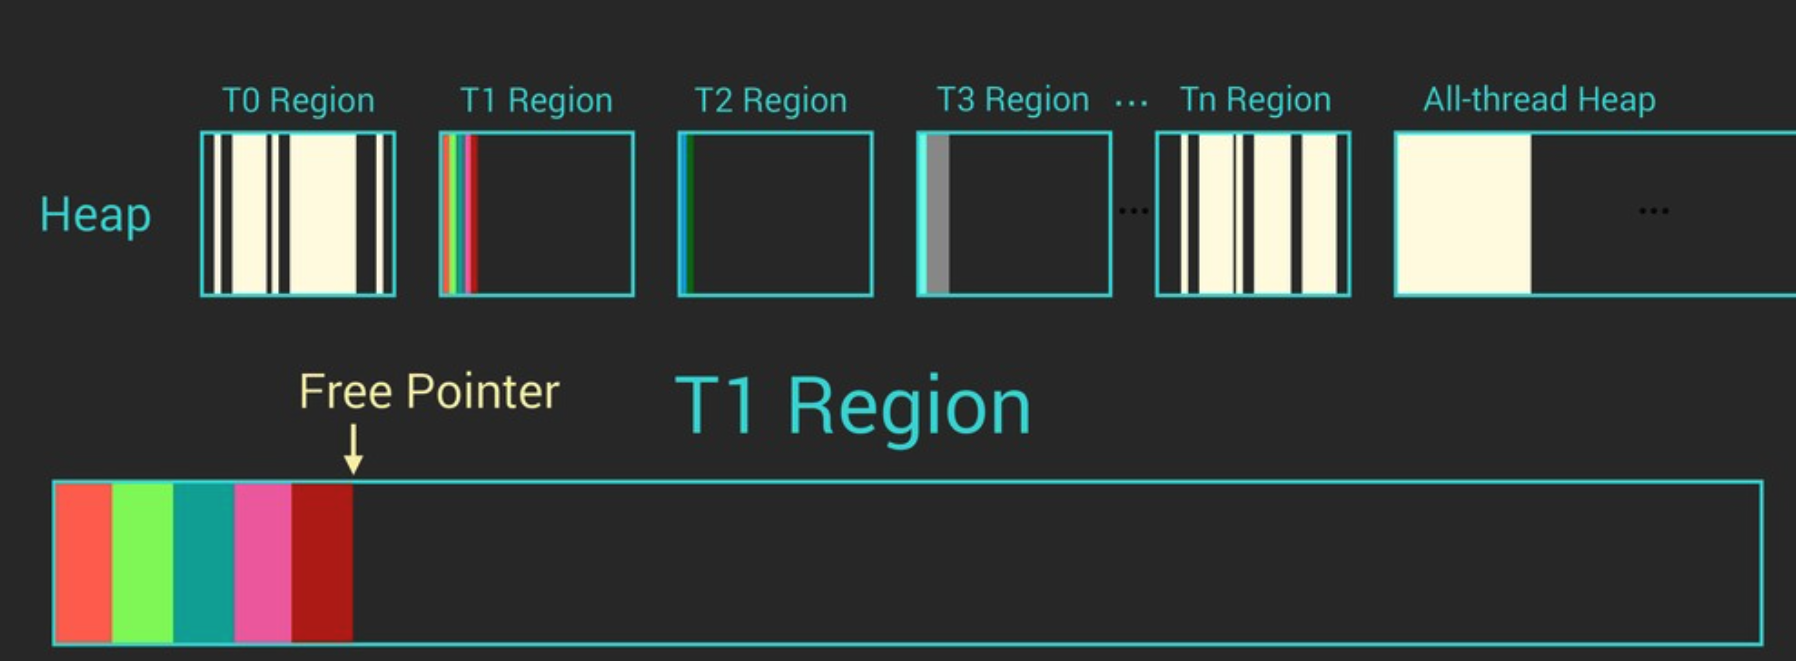 T0 Region
T1 Region
T2 Region
T3 Region
...
Tn Region
All-thread Heap
Heap
...
...
Free Pointer
T1 Region